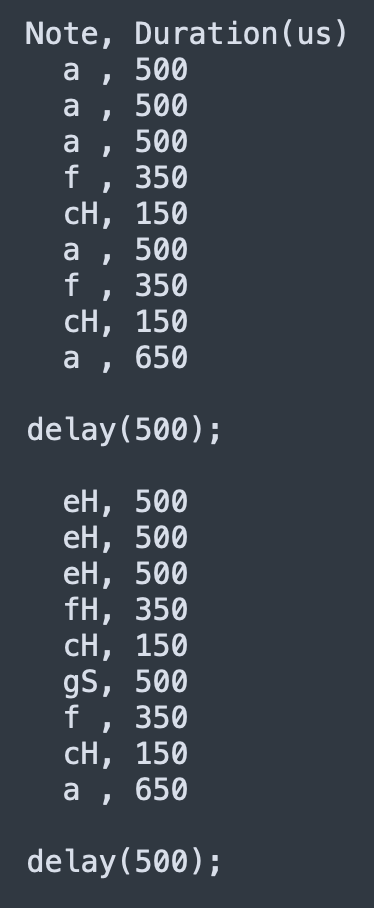 Note, Duration(us)
a , 500
a , 500
a , 500
f , 350
cH, 150
a , 500
f , 350
cH, 150
a , 650
delay(500);
eH, 500
eH, 500
eH, 500
fH, 350
cH, 150
gS, 500
f , 350
cH, 150
a , 650
delay(500);